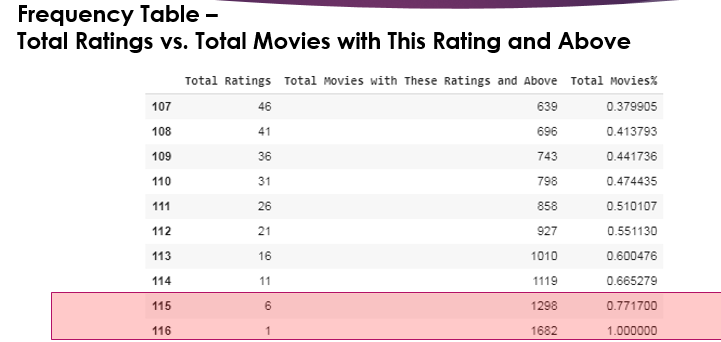 Frequency Table –
Total Ratings vs. Total Movies with This Rating and Above
Total Ratings Total Movies with These Ratings and Above Total Movies%
107 46 639 0.379905
108 41 696 0.413793
109 36 743 0.441736
110 31 798 0.474435
111 26 858 0.510107
112 21 927 0.551130
113 16 1010 0.600476
114 11 1119 0.665279
115 6 1298 0.771700
116 1 1682 1.000000